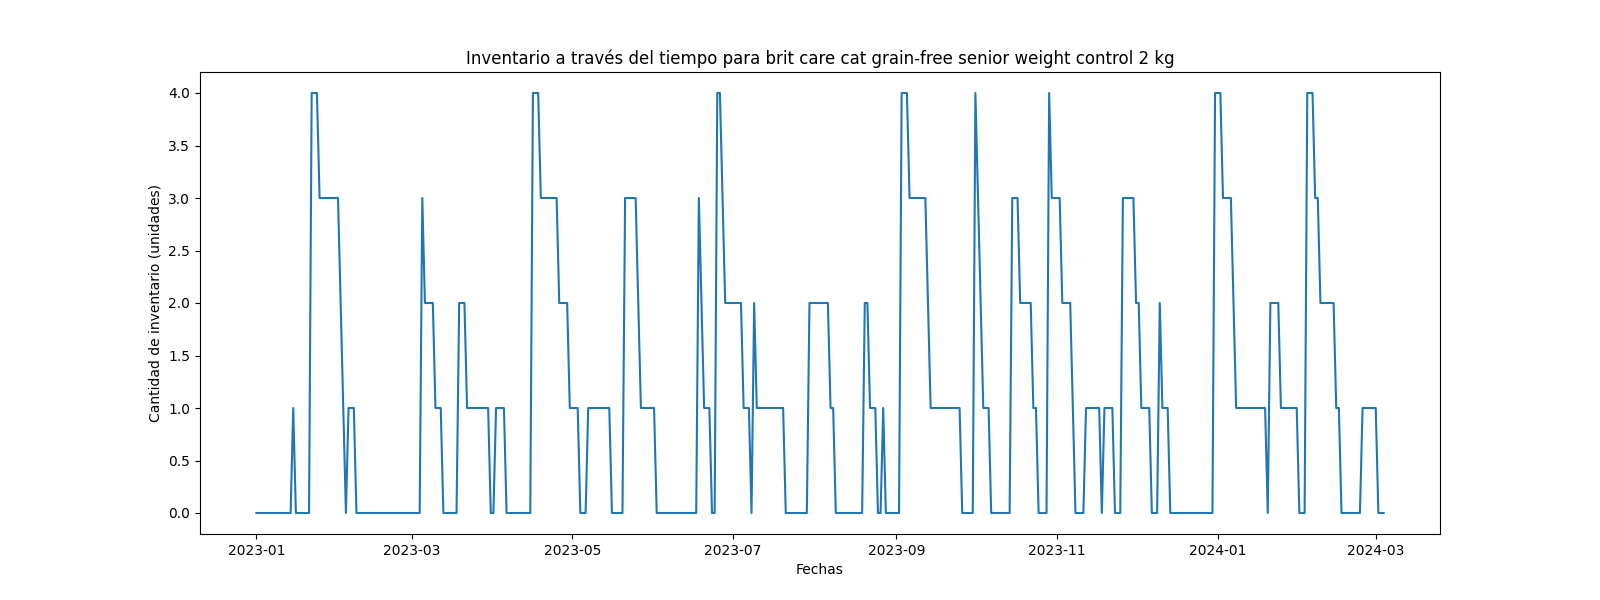 Inventario a través del tiempo para brit care cat grain-free senior weight control 2 kg
Cantidad de inventario (unidades)
4.0
3.5
3.0
2.5
2.0
1.5
1.0
0.5
0.0
2023-01 2023-03 2023-05 2023-07 2023-09 2023-11 2024-01 2024-03
Fechas